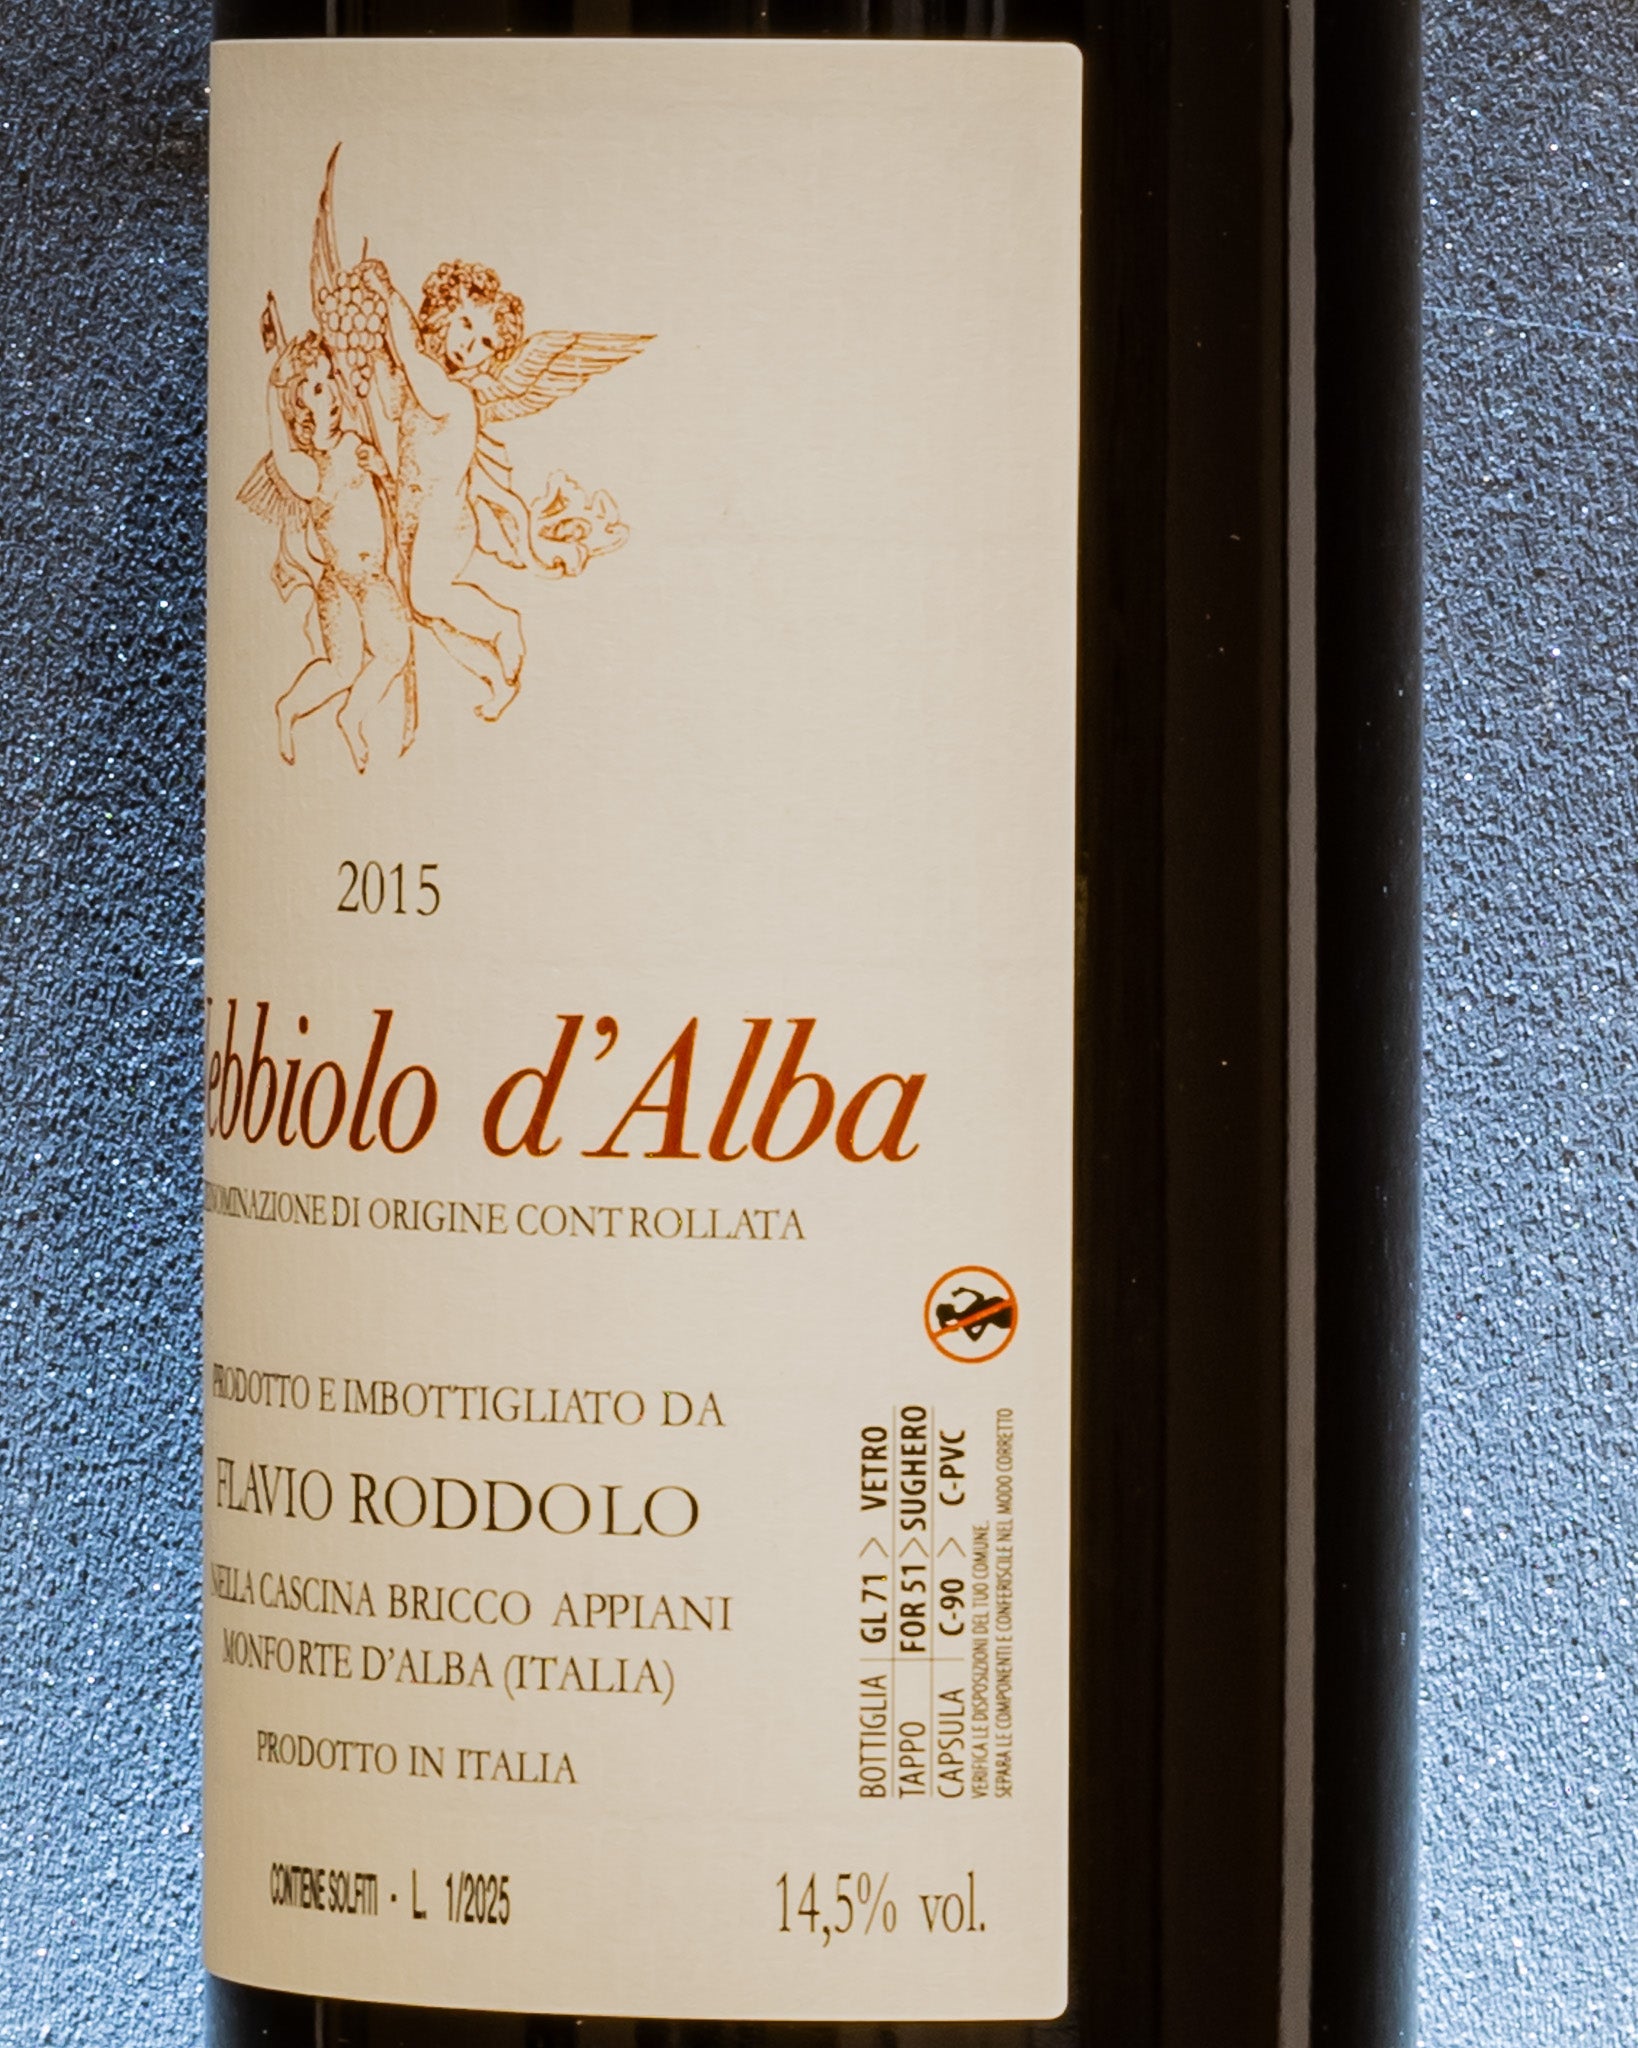 2015
Nebbiolo d'Alba
DENOMINAZIONE DI ORIGINE CONTROLLATA
PRODOTTO E IMBOTTIGLIATO DA
FLAVIO RODDOLO
NELLA CASCINA BRICCO APPIANI
MONFORTE D'ALBA (ITALIA)
PRODOTTO IN ITALIA
CONTIENE SOLFITI - L. 1/2025
14,5% vol.
BOTTIGLIA GL 71 > VETRO
TAPPO FOR 51 > SUGHERO
CAPSULA C-90 > C-PVC
VERIFICA LE DISPOSIZIONI DEL TUO COMUNE.
SEPARA LE COMPONENTI E CONFERISCILE NEL MODO CORRETTO